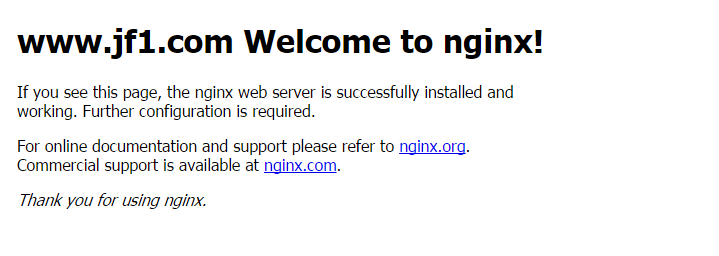 www.jf1.com Welcome to nginx!
If you see this page, the nginx web server is successfully installed and
working. Further configuration is required.
For online documentation and support please refer to nginx.org.
Commercial support is available at nginx.com.
Thank you for using nginx.